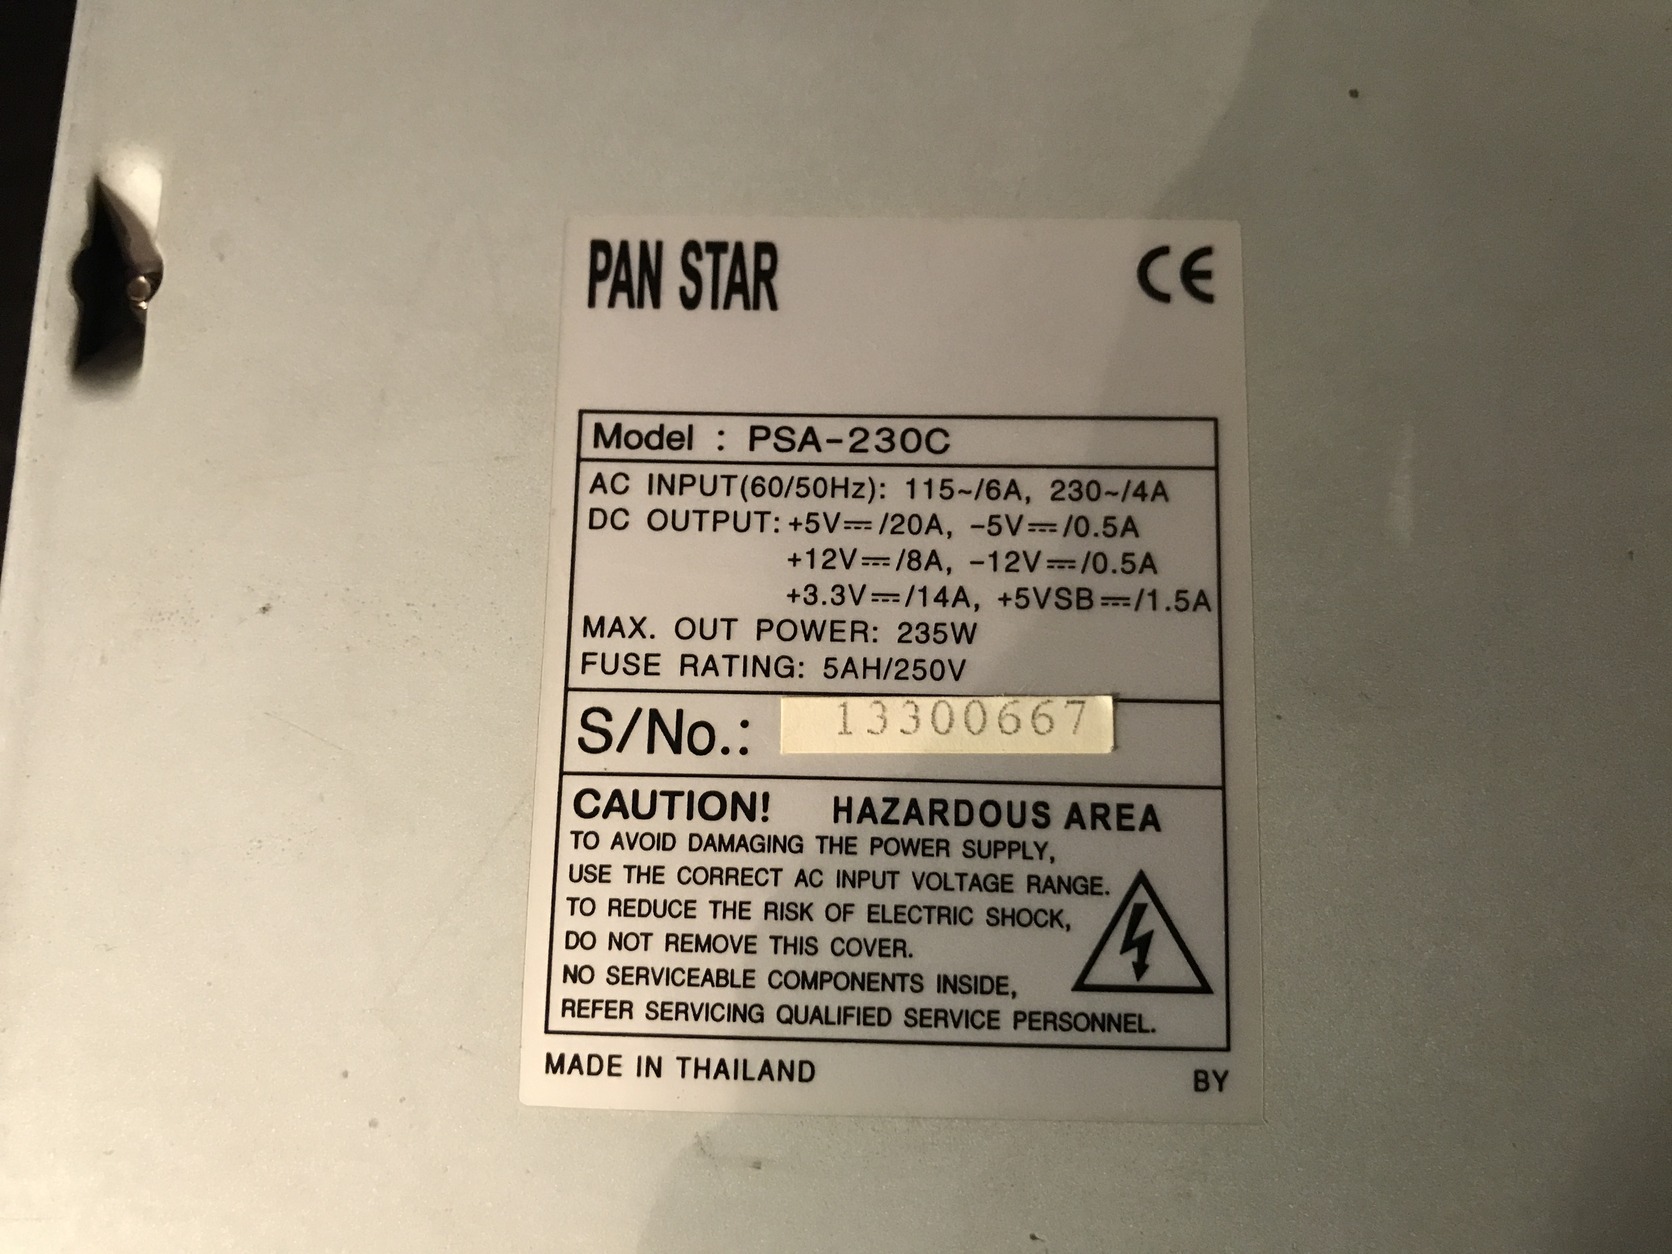 PAN STAR CE
Model : PSA-230C
AC INPUT(60/50Hz): 115~/6A, 230~/4A
DC OUTPUT: +5V⎓/20A, -5V⎓/0.5A
+12V⎓/8A, -12V⎓/0.5A
+3.3V⎓/14A, +5VSB⎓/1.5A
MAX. OUT POWER: 235W
FUSE RATING: 5AH/250V
S/No.: 13300667
CAUTION! HAZARDOUS AREA
TO AVOID DAMAGING THE POWER SUPPLY,
USE THE CORRECT AC INPUT VOLTAGE RANGE.
TO REDUCE THE RISK OF ELECTRIC SHOCK,
DO NOT REMOVE THIS COVER.
NO SERVICEABLE COMPONENTS INSIDE,
REFER SERVICING QUALIFIED SERVICE PERSONNEL.
MADE IN THAILAND BY